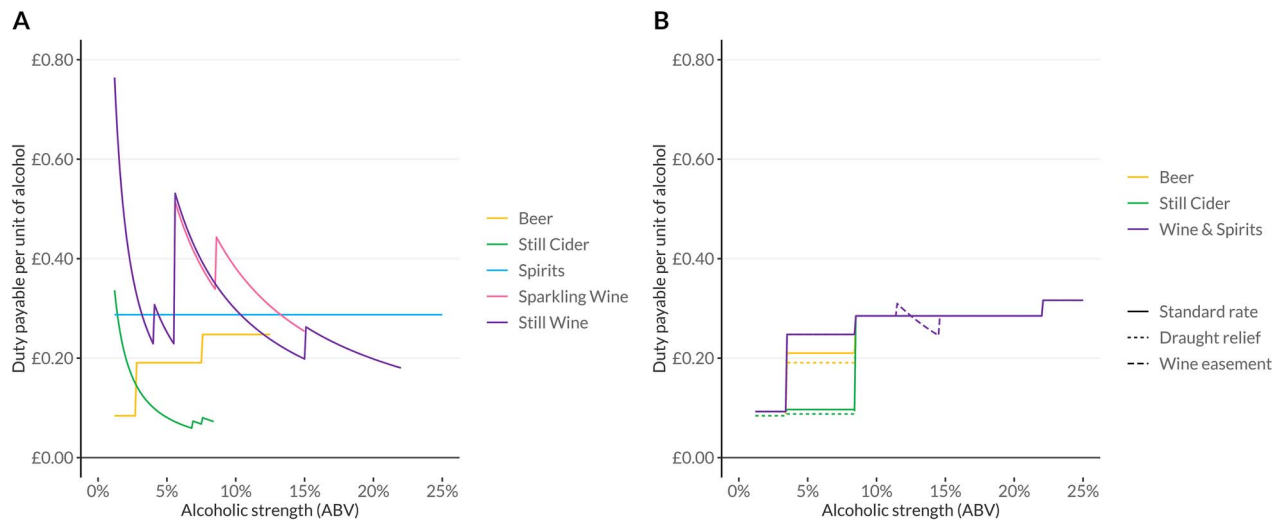 A
£0.80
£0.60
£0.40
£0.20
£0.00
0% 5% 10% 15% 20% 25%
Alcoholic strength (ABV)
Duty payable per unit of alcohol
Beer
Still Cider
Spirits
Sparkling Wine
Still Wine
B
£0.80
£0.60
£0.40
£0.20
£0.00
0% 5% 10% 15% 20% 25%
Alcoholic strength (ABV)
Duty payable per unit of alcohol
Beer
Still Cider
Wine & Spirits
Standard rate
Draught relief
Wine easement